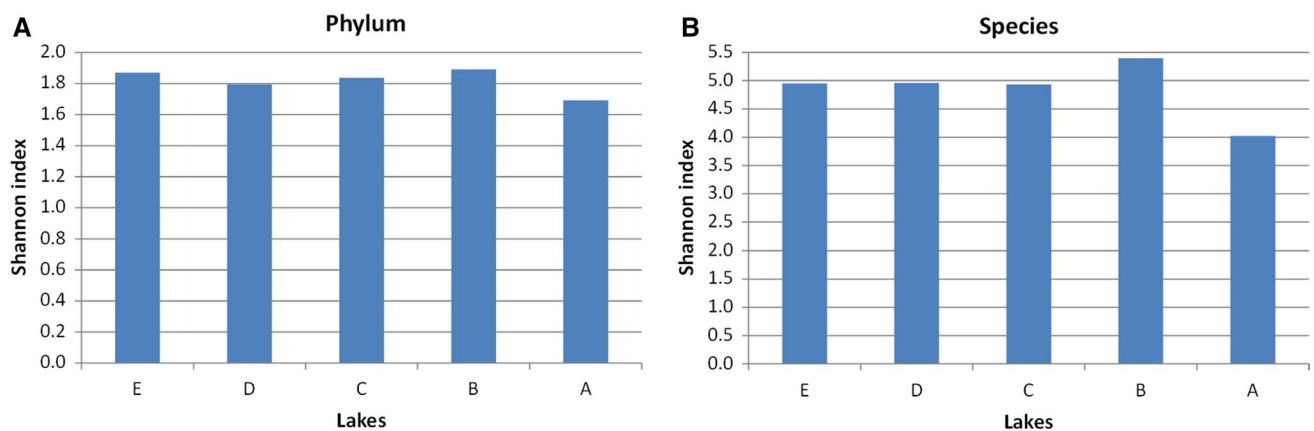 A
Phylum
2.0
1.8
1.6
1.4
1.2
1.0
0.8
0.6
0.4
0.2
0.0
Shannon index
E D C B A
Lakes
B
Species
5.5
5.0
4.5
4.0
3.5
3.0
2.5
2.0
1.5
1.0
0.5
0.0
Shannon index
E D C B A
Lakes